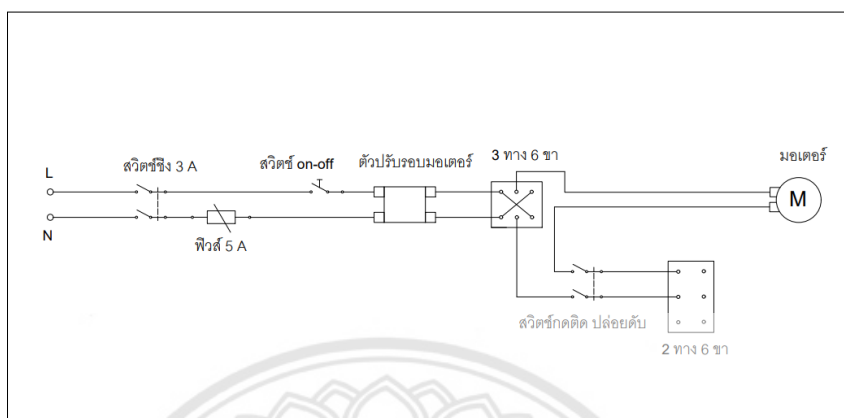 3 ทาง 6 ขา
มอเตอร์
สวิตช์ชิง 3 A
สวิตช์ on-off
ตัวปรับรอบมอเตอร์
L
M
N
ฟิวส์ 5 A
สวิตช์กดติด ปล่อยดับ
2 ทาง 6 ขา